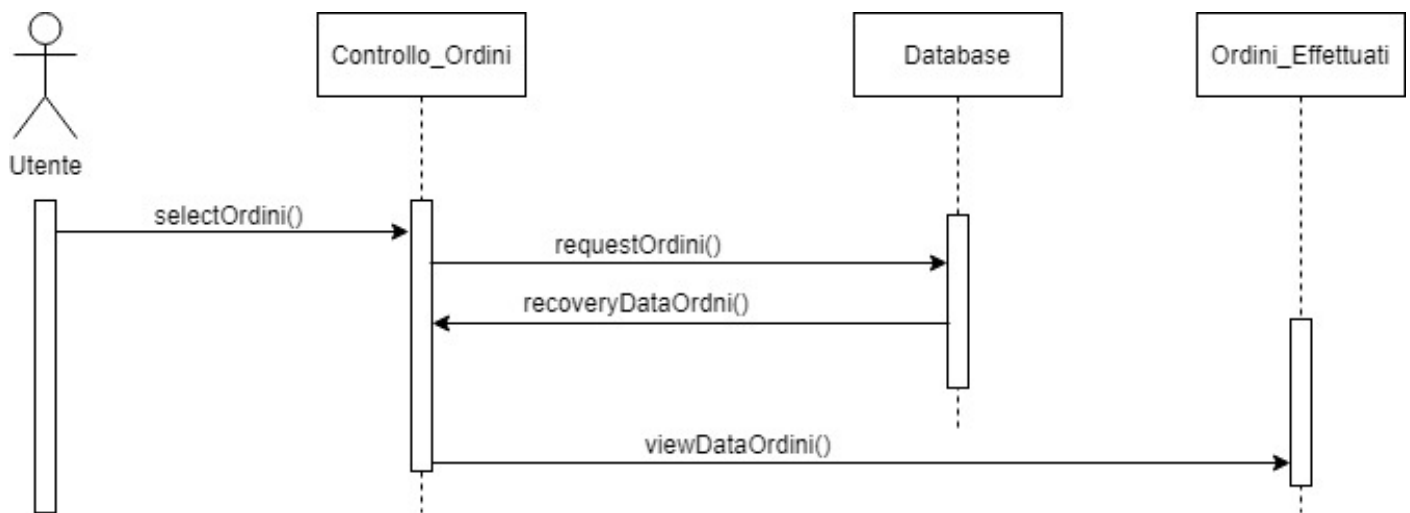 Controllo_Ordini
Database
Ordini_Effettuati
Utente
selectOrdini()
requestOrdini()
recoveryDataOrdni()
viewDataOrdini()